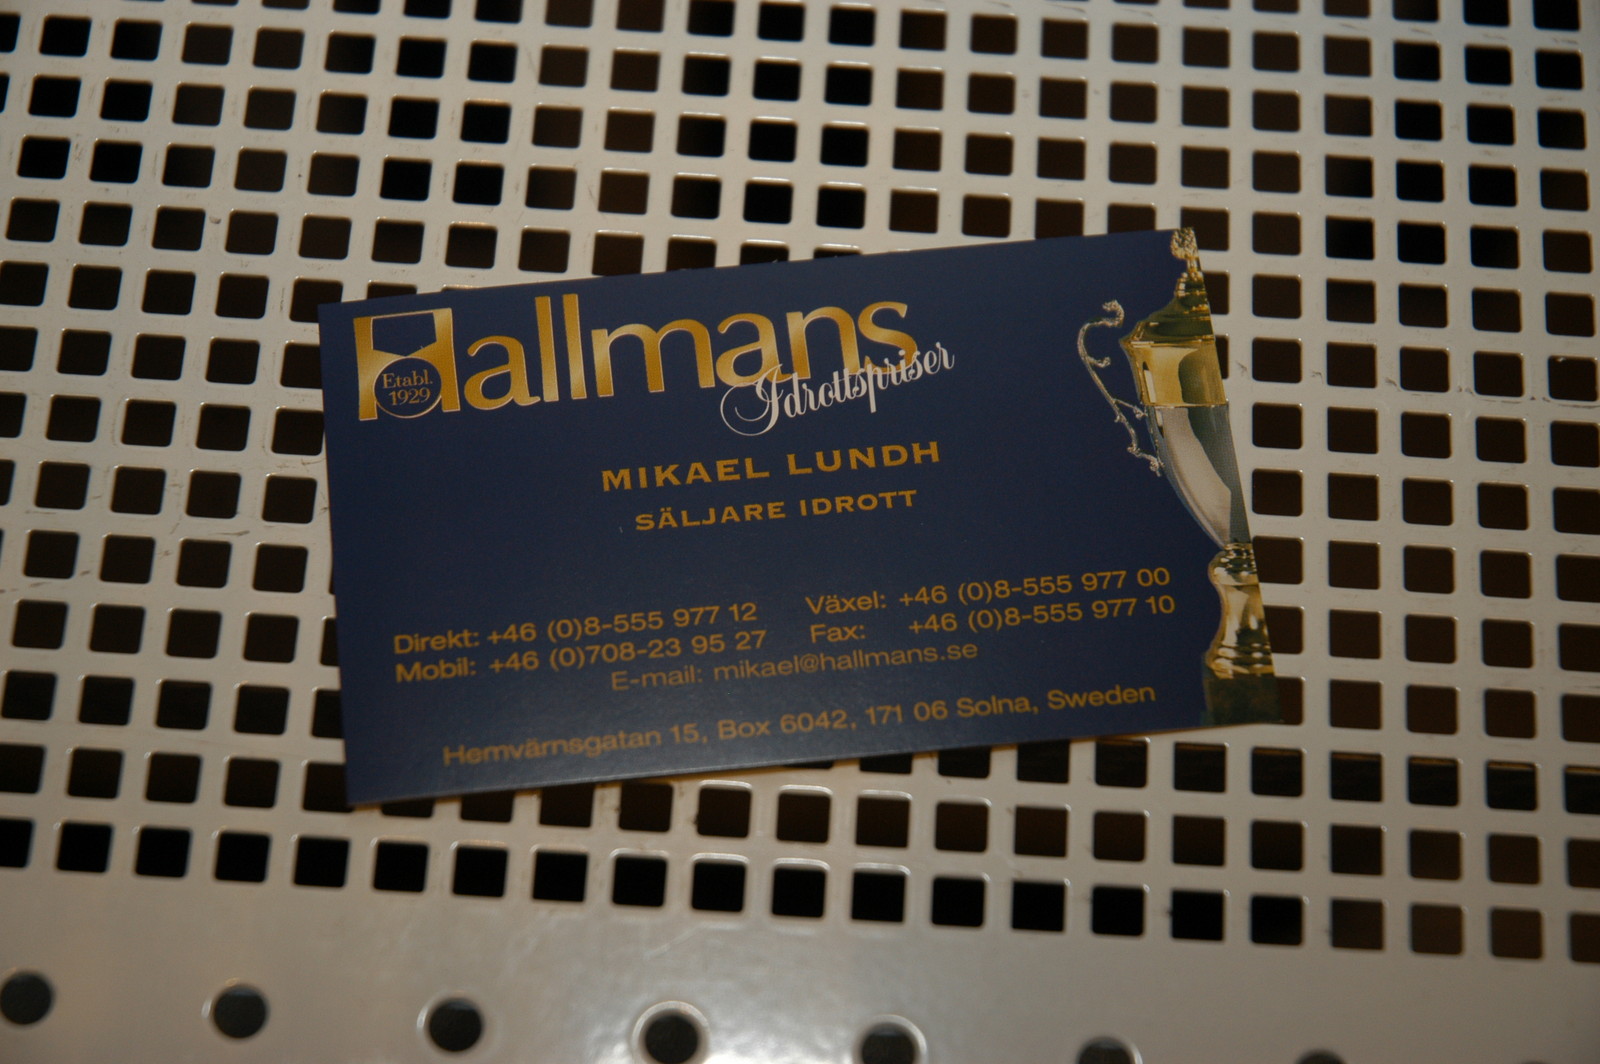 Hallmans
Etabl.
1929
Idrottspriser
MIKAEL LUNDH
SÄLJARE IDROTT
Direkt: +46 (0)8-555 977 12 Växel: +46 (0)8-555 977 00
Mobil: +46 (0)708-23 95 27 Fax: +46 (0)8-555 977 10
E-mail: mikael@hallmans.se
Hemvärnsgatan 15, Box 6042, 171 06 Solna, Sweden